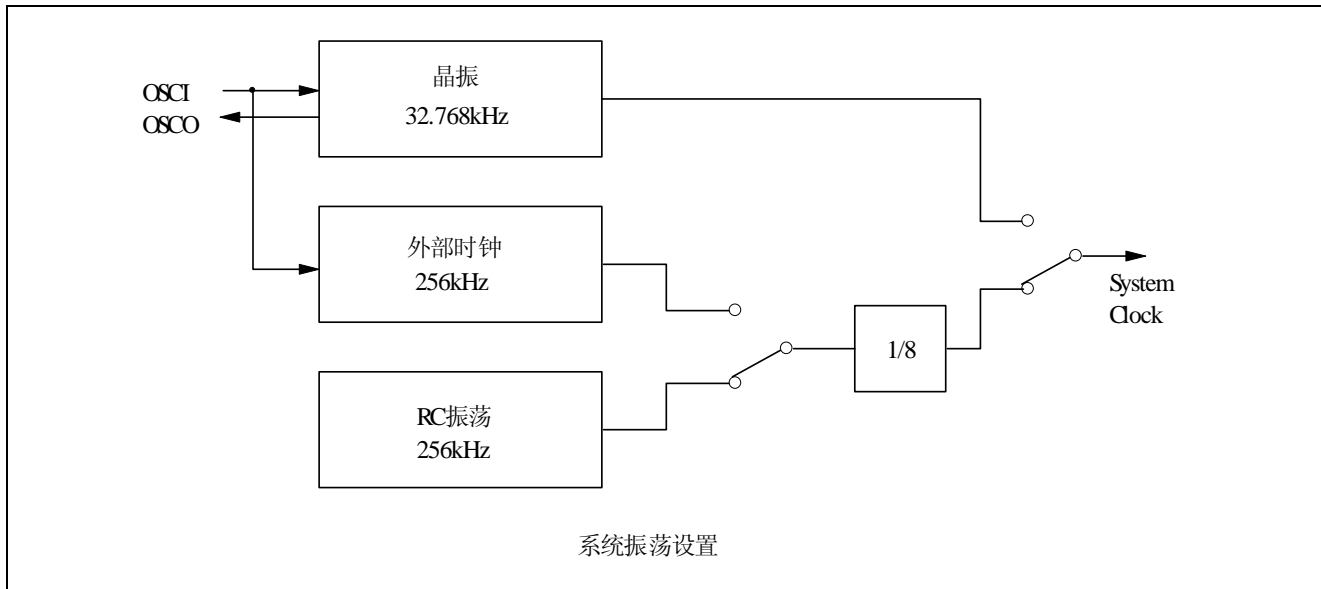 OSCI
OSCO
晶振
32.768kHz
外部时钟
256kHz
RC振荡
256kHz
1/8
System
Clock
系统振荡设置